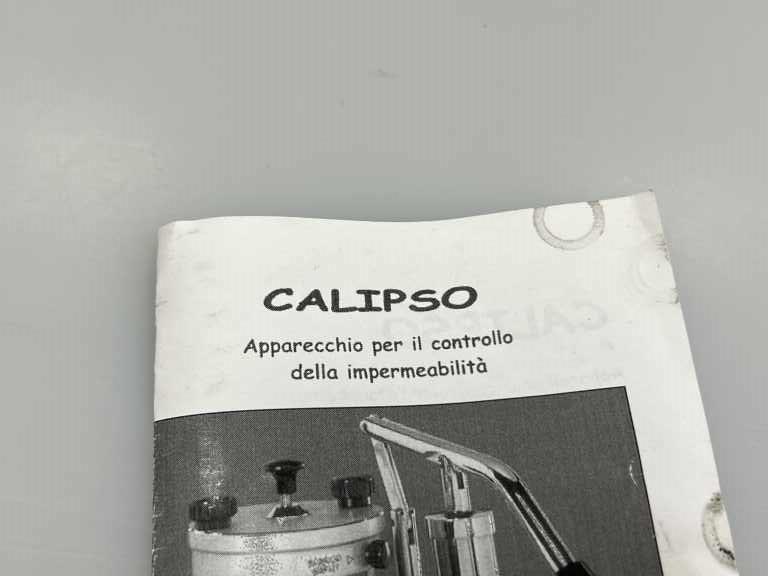 CALIPSO
Apparecchio per il controllo
della impermeabilità